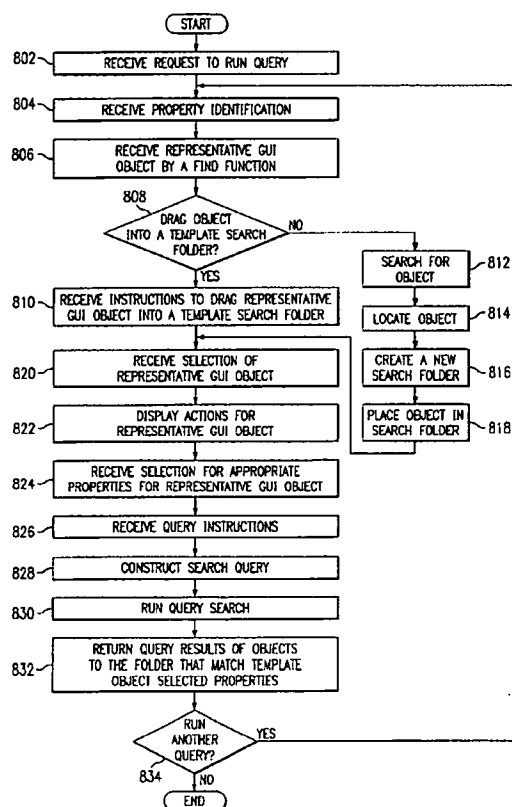 START
802
RECEIVE REQUEST TO RUN QUERY
804
RECEIVE PROPERTY IDENTIFICATION
806
RECEIVE REPRESENTATIVE GUI
OBJECT BY A FIND FUNCTION
808
DRAG OBJECT
INTO A TEMPLATE SEARCH
FOLDER?
NO
YES
812
SEARCH FOR
OBJECT
814
LOCATE OBJECT
816
CREATE A NEW
SEARCH FOLDER
818
PLACE OBJECT IN
SEARCH FOLDER
810
RECEIVE INSTRUCTIONS TO DRAG REPRESENTATIVE
GUI OBJECT INTO A TEMPLATE SEARCH FOLDER
820
RECEIVE SELECTION OF
REPRESENTATIVE GUI OBJECT
822
DISPLAY ACTIONS FOR
REPRESENTATIVE GUI OBJECT
824
RECEIVE SELECTION FOR APPROPRIATE
PROPERTIES FOR REPRESENTATIVE GUI OBJECT
826
RECEIVE QUERY INSTRUCTIONS
828
CONSTRUCT SEARCH QUERY
830
RUN QUERY SEARCH
832
RETURN QUERY RESULTS OF OBJECTS
TO THE FOLDER THAT MATCH TEMPLATE
OBJECT SELECTED PROPERTIES
RUN
ANOTHER
QUERY?
YES
834
NO
END